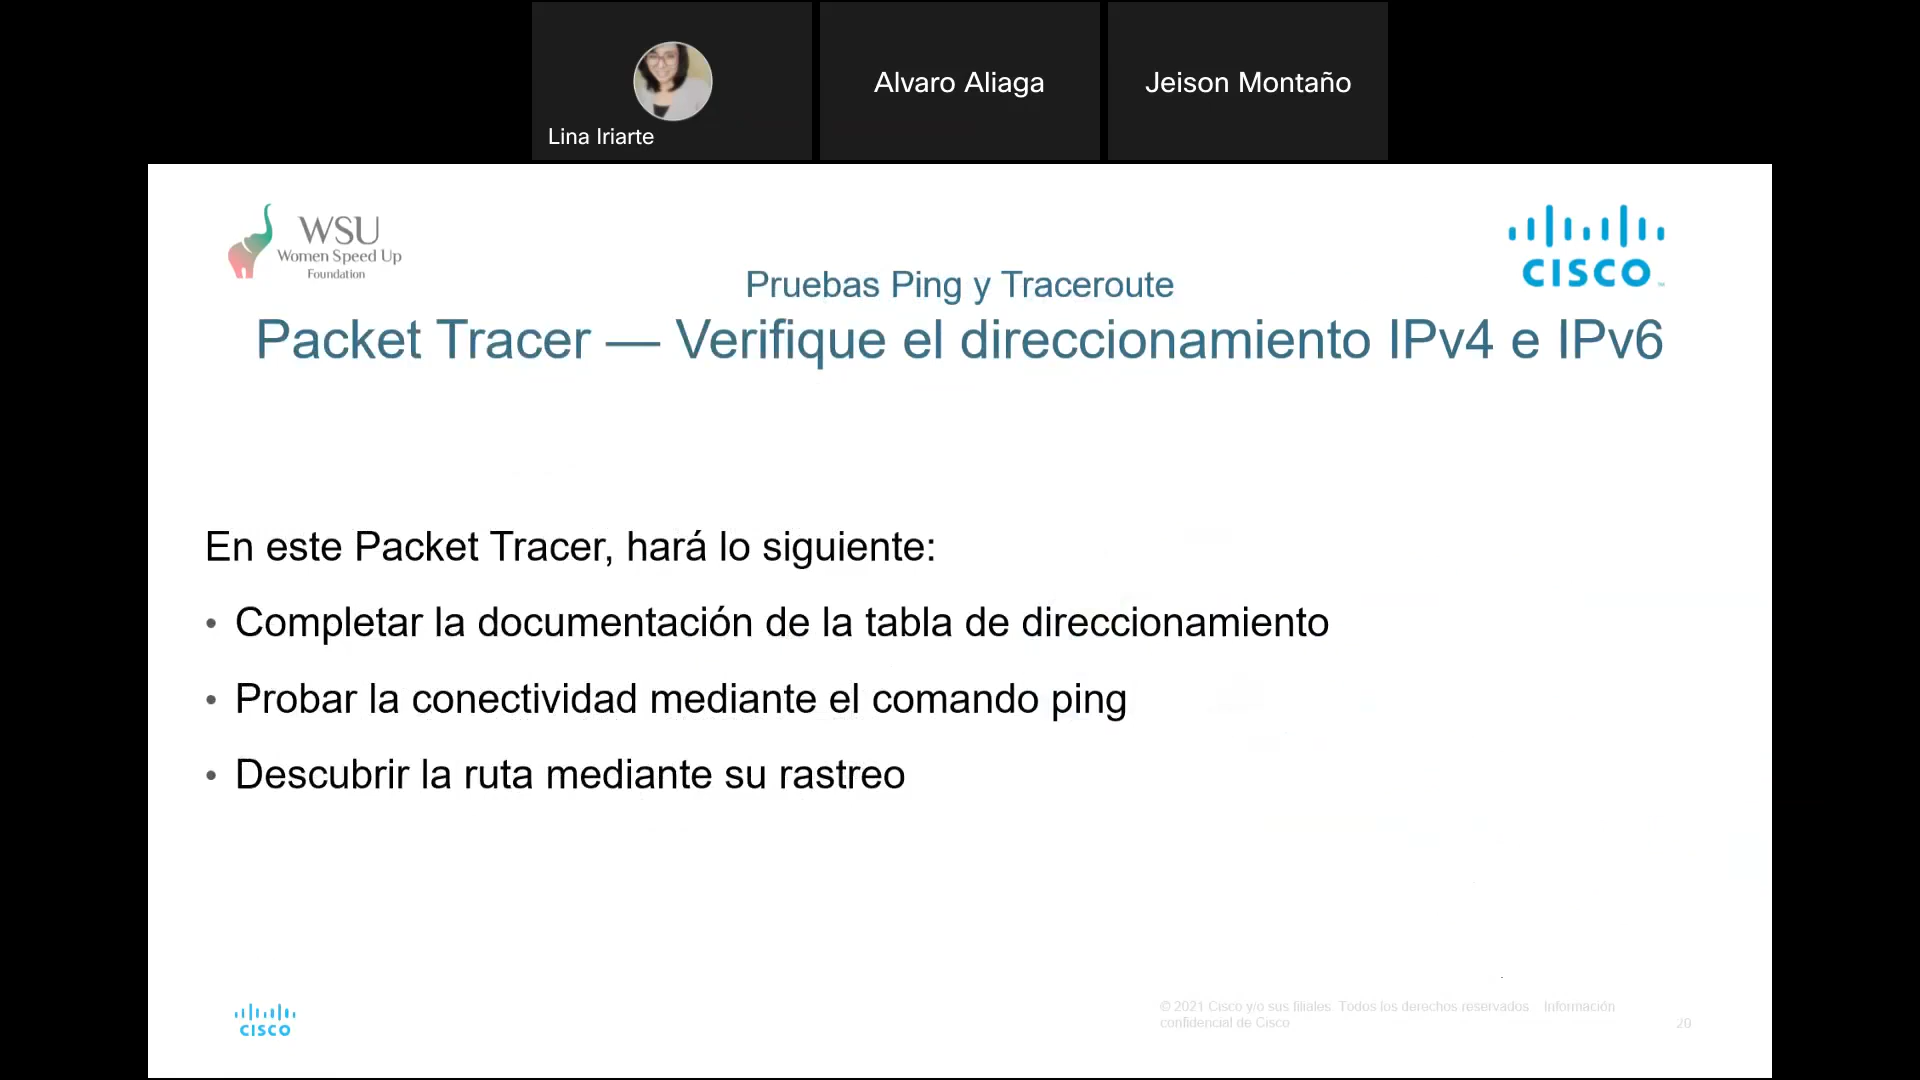 Lina Iriarte
Alvaro Aliaga
Jeison Montaño
WSU
Women Speed Up
Foundation
CISCO
Pruebas Ping y Traceroute
Packet Tracer — Verifique el direccionamiento IPv4 e IPv6
En este Packet Tracer, hará lo siguiente:
• Completar la documentación de la tabla de direccionamiento
• Probar la conectividad mediante el comando ping
• Descubrir la ruta mediante su rastreo
CISCO
© 2021 Cisco y/o sus filiales. Todos los derechos reservados. Información
confidencial de Cisco
20